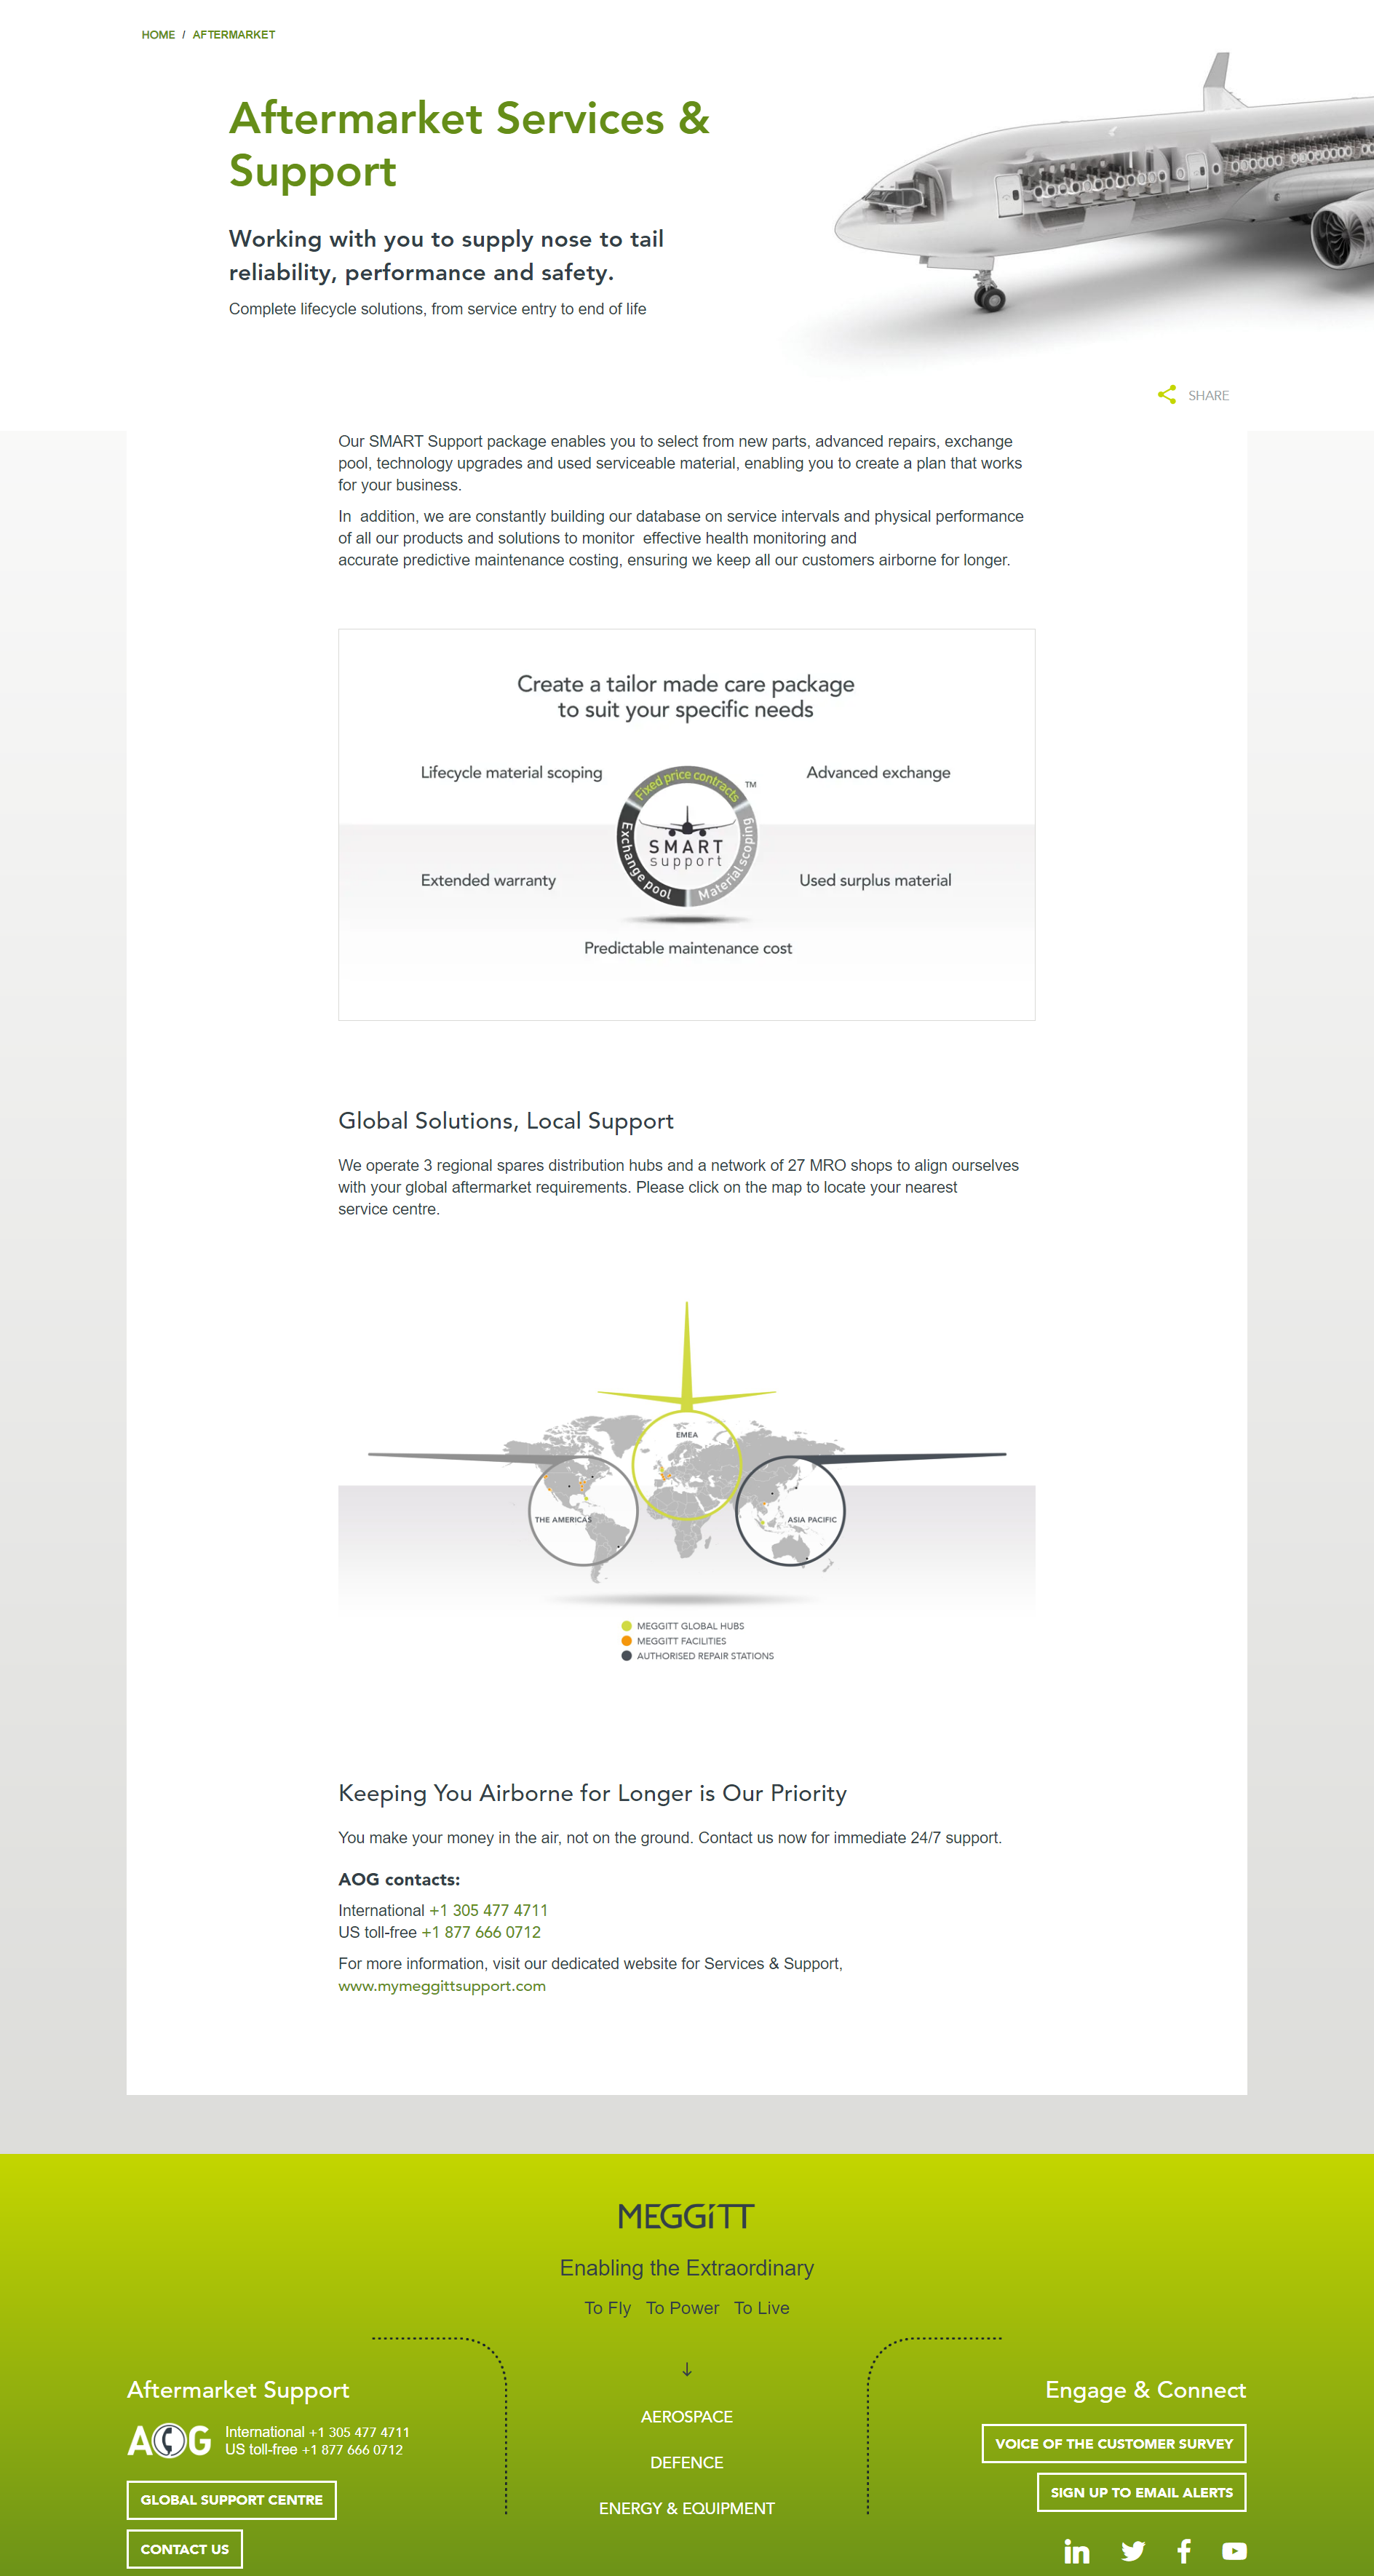 HOME / AFTERMARKET
Aftermarket Services &
Support
Working with you to supply nose to tail
reliability, performance and safety.
Complete lifecycle solutions, from service entry to end of life
SHARE
Our SMART Support package enables you to select from new parts, advanced repairs, exchange
pool, technology upgrades and used serviceable material, enabling you to create a plan that works
for your business.
In addition, we are constantly building our database on service intervals and physical performance
of all our products and solutions to monitor effective health monitoring and
accurate predictive maintenance costing, ensuring we keep all our customers airborne for longer.
Create a tailor made care package
to suit your specific needs
Lifecycle material scoping
Fixed price contracts
TM
Advanced exchange
Exchange pool
SMART
support
Material scoping
Extended warranty
Used surplus material
Predictable maintenance cost
Global Solutions, Local Support
We operate 3 regional spares distribution hubs and a network of 27 MRO shops to align ourselves
with your global aftermarket requirements. Please click on the map to locate your nearest
service centre.
EMEA
THE AMERICAS
ASIA PACIFIC
MEGGITT GLOBAL HUBS
MEGGITT FACILITIES
AUTHORISED REPAIR STATIONS
Keeping You Airborne for Longer is Our Priority
You make your money in the air, not on the ground. Contact us now for immediate 24/7 support.
AOG contacts:
International +1 305 477 4711
US toll-free +1 877 666 0712
For more information, visit our dedicated website for Services & Support,
www.mymeggittsupport.com
MEGGITT
Enabling the Extraordinary
To Fly To Power To Live
Aftermarket Support
AOG
International +1 305 477 4711
US toll-free +1 877 666 0712
GLOBAL SUPPORT CENTRE
CONTACT US
AEROSPACE
DEFENCE
ENERGY & EQUIPMENT
Engage & Connect
VOICE OF THE CUSTOMER SURVEY
SIGN UP TO EMAIL ALERTS